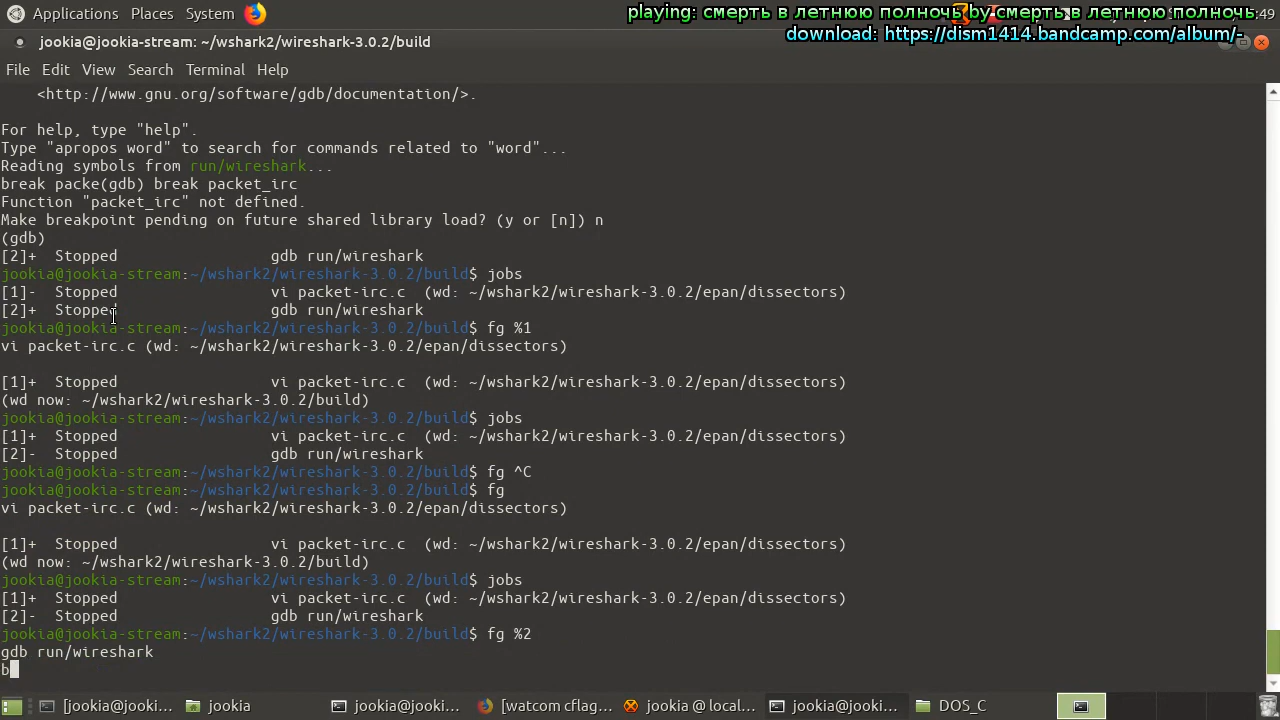 Applications Places System
playing: смерть в летнюю полночь by смерть в летнюю полночь
:49
download: https://dism1414.bandcamp.com/album/-
jookia@jookia-stream: ~/wshark2/wireshark-3.0.2/build
File Edit View Search Terminal Help
<http://www.gnu.org/software/gdb/documentation/>.
For help, type "help".
Type "apropos word" to search for commands related to "word"...
Reading symbols from run/wireshark...
break packe(gdb) break packet_irc
Function "packet_irc" not defined.
Make breakpoint pending on future shared library load? (y or [n]) n
(gdb)
[2]+  Stopped                 gdb run/wireshark
jookia@jookia-stream:~/wshark2/wireshark-3.0.2/build$ jobs
[1]-  Stopped                 vi packet-irc.c  (wd: ~/wshark2/wireshark-3.0.2/epan/dissectors)
[2]+  Stopped                 gdb run/wireshark
jookia@jookia-stream:~/wshark2/wireshark-3.0.2/build$ fg %1
vi packet-irc.c (wd: ~/wshark2/wireshark-3.0.2/epan/dissectors)
[1]+  Stopped                 vi packet-irc.c  (wd: ~/wshark2/wireshark-3.0.2/epan/dissectors)
(wd now: ~/wshark2/wireshark-3.0.2/build)
jookia@jookia-stream:~/wshark2/wireshark-3.0.2/build$ jobs
[1]+  Stopped                 vi packet-irc.c  (wd: ~/wshark2/wireshark-3.0.2/epan/dissectors)
[2]-  Stopped                 gdb run/wireshark
jookia@jookia-stream:~/wshark2/wireshark-3.0.2/build$ fg ^C
jookia@jookia-stream:~/wshark2/wireshark-3.0.2/build$ fg
vi packet-irc.c (wd: ~/wshark2/wireshark-3.0.2/epan/dissectors)
[1]+  Stopped                 vi packet-irc.c  (wd: ~/wshark2/wireshark-3.0.2/epan/dissectors)
(wd now: ~/wshark2/wireshark-3.0.2/build)
jookia@jookia-stream:~/wshark2/wireshark-3.0.2/build$ jobs
[1]+  Stopped                 vi packet-irc.c  (wd: ~/wshark2/wireshark-3.0.2/epan/dissectors)
[2]-  Stopped                 gdb run/wireshark
jookia@jookia-stream:~/wshark2/wireshark-3.0.2/build$ fg %2
gdb run/wireshark
b
[jookia@jooki... jookia jookia@jooki... [watcom cflag... jookia @ local... jookia@jooki... DOS_C